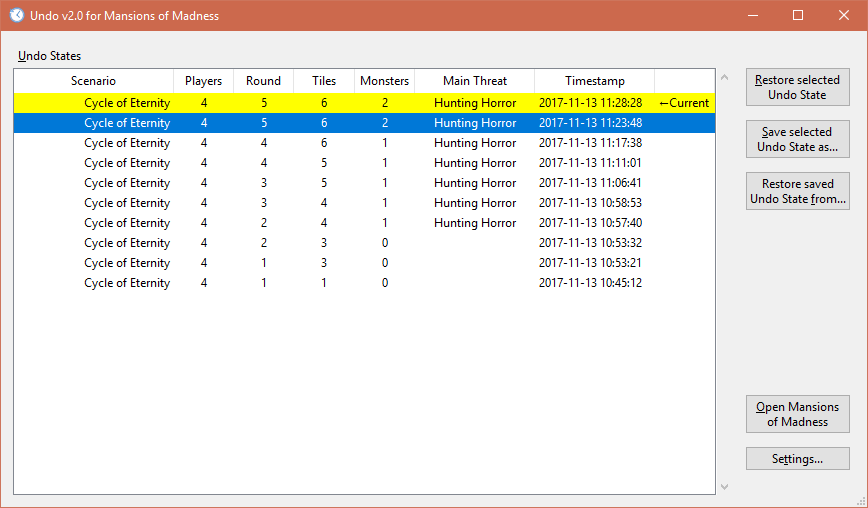 Undo v2.0 for Mansions of Madness
Undo States
Scenario Players Round Tiles Monsters Main Threat Timestamp
Cycle of Eternity 4 5 6 2 Hunting Horror 2017-11-13 11:28:28 ←Current
Cycle of Eternity 4 5 6 2 Hunting Horror 2017-11-13 11:23:48
Cycle of Eternity 4 4 6 1 Hunting Horror 2017-11-13 11:17:38
Cycle of Eternity 4 4 5 1 Hunting Horror 2017-11-13 11:11:01
Cycle of Eternity 4 3 5 1 Hunting Horror 2017-11-13 11:06:41
Cycle of Eternity 4 3 4 1 Hunting Horror 2017-11-13 10:58:53
Cycle of Eternity 4 2 4 1 Hunting Horror 2017-11-13 10:57:40
Cycle of Eternity 4 2 3 0 2017-11-13 10:53:32
Cycle of Eternity 4 1 3 0 2017-11-13 10:53:21
Cycle of Eternity 4 1 1 0 2017-11-13 10:45:12
Restore selected
Undo State
Save selected
Undo State as...
Restore saved
Undo State from...
Open Mansions
of Madness
Settings...